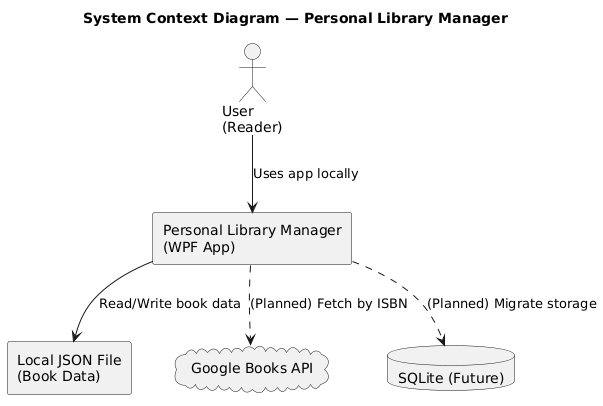 System Context Diagram — Personal Library Manager
User
(Reader)
Uses app locally
Personal Library Manager
(WPF App)
Read/Write book data
(Planned) Fetch by ISBN
(Planned) Migrate storage
Local JSON File
(Book Data)
Google Books API
SQLite (Future)